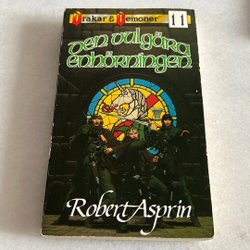 Drakar & Demoner 11
Den vulgära
enhörningen
Robert Asprin